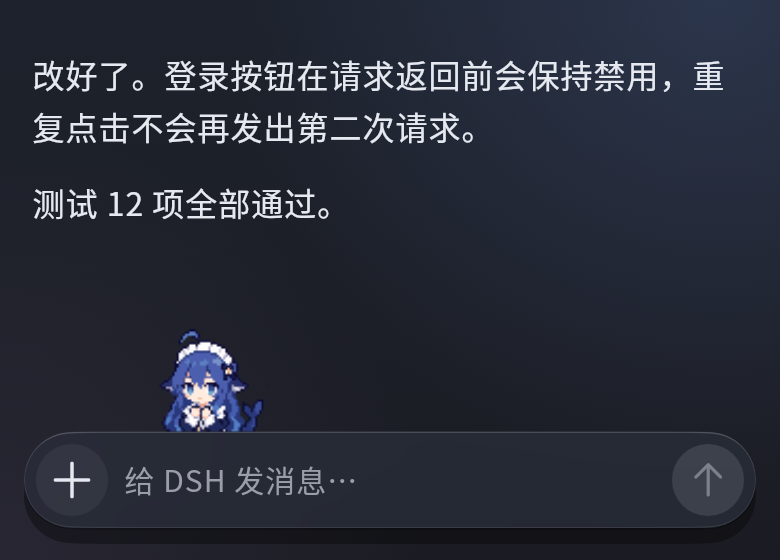 改好了。登录按钮在请求返回前会保持禁用，重
复点击不会再发出第二次请求。
测试 12 项全部通过。
给 DSH 发消息…